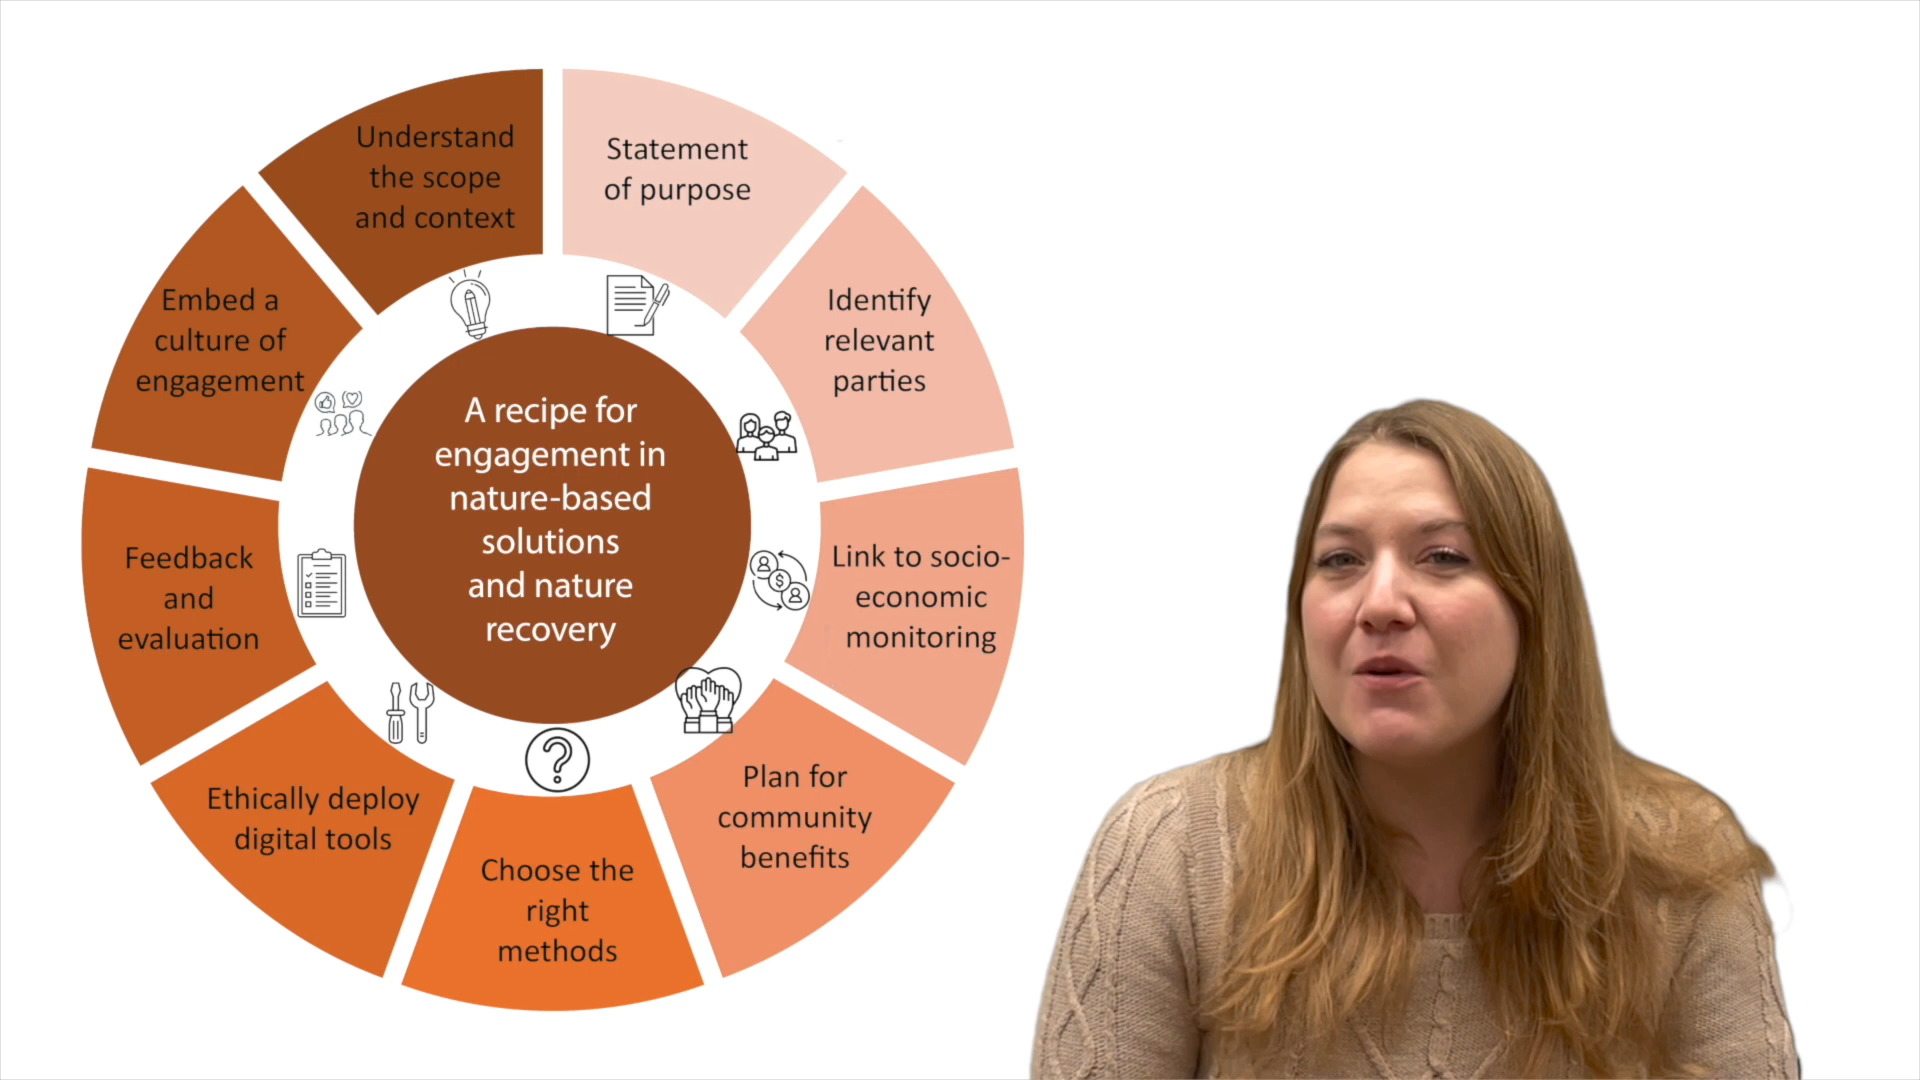 A recipe for
engagement in
nature-based
solutions
and nature
recovery
Statement
of purpose
Identify
relevant
parties
Link to socio-
economic
monitoring
Plan for
community
benefits
Choose the
right
methods
Ethically deploy
digital tools
Feedback
and
evaluation
Embed a
culture of
engagement
Understand
the scope
and context